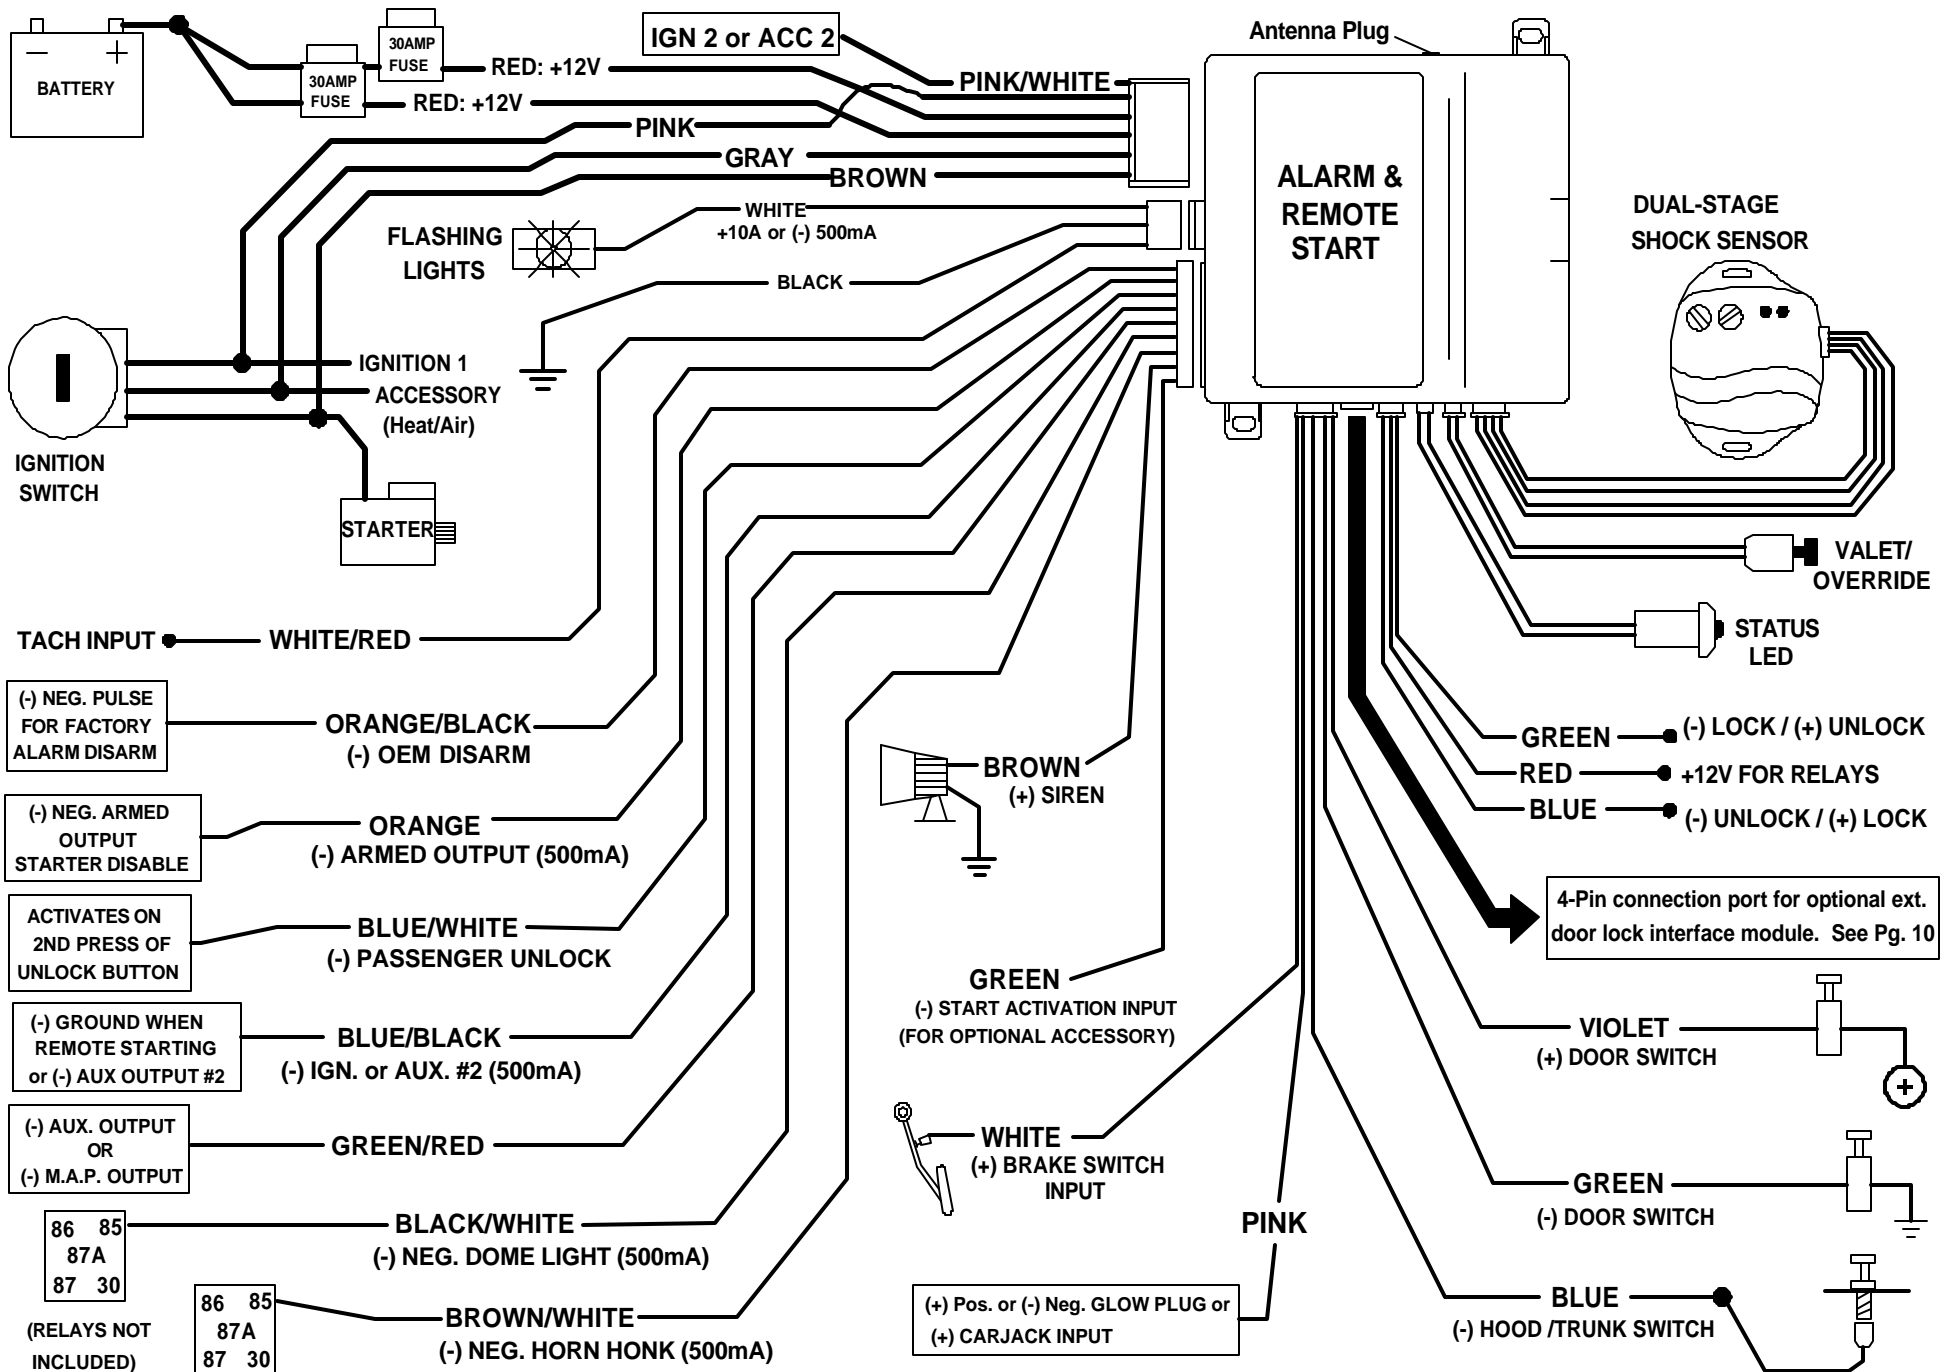 BATTERY
30AMP
FUSE
30AMP
FUSE
RED: +12V
RED: +12V
IGN 2 or ACC 2
PINK/WHITE
PINK
GRAY
BROWN
Antenna Plug
ALARM &
REMOTE
START
DUAL-STAGE
SHOCK SENSOR
FLASHING
LIGHTS
WHITE
+10A or (-) 500mA
BLACK
IGNITION
SWITCH
IGNITION 1
ACCESSORY
(Heat/Air)
STARTER
VALET/
OVERRIDE
STATUS
LED
TACH INPUT
WHITE/RED
(-) NEG. PULSE
FOR FACTORY
ALARM DISARM
ORANGE/BLACK
(-) OEM DISARM
(-) NEG. ARMED
OUTPUT
STARTER DISABLE
ORANGE
(-) ARMED OUTPUT (500mA)
ACTIVATES ON
2ND PRESS OF
UNLOCK BUTTON
BLUE/WHITE
(-) PASSENGER UNLOCK
(-) GROUND WHEN
REMOTE STARTING
or (-) AUX OUTPUT #2
BLUE/BLACK
(-) IGN. or AUX. #2 (500mA)
(-) AUX. OUTPUT
OR
(-) M.A.P. OUTPUT
GREEN/RED
86 85
87A
87 30
BLACK/WHITE
(-) NEG. DOME LIGHT (500mA)
(RELAYS NOT
INCLUDED)
86 85
87A
87 30
BROWN/WHITE
(-) NEG. HORN HONK (500mA)
BROWN
(+) SIREN
GREEN
(-) START ACTIVATION INPUT
(FOR OPTIONAL ACCESSORY)
WHITE
(+) BRAKE SWITCH
INPUT
PINK
(+) Pos. or (-) Neg. GLOW PLUG or
(+) CARJACK INPUT
GREEN
(-) LOCK / (+) UNLOCK
RED
+12V FOR RELAYS
BLUE
(-) UNLOCK / (+) LOCK
4-Pin connection port for optional ext.
door lock interface module. See Pg. 10
VIOLET
(+) DOOR SWITCH
GREEN
(-) DOOR SWITCH
BLUE
(-) HOOD /TRUNK SWITCH